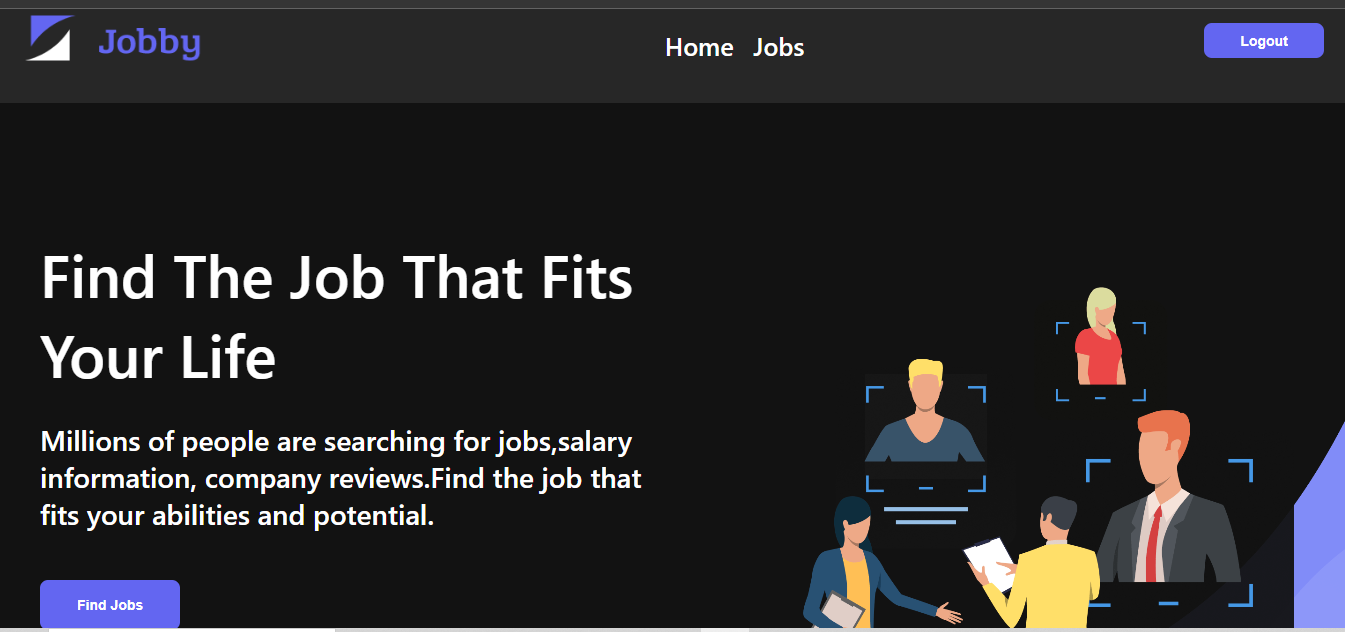 Jobby
Home Jobs
Logout
Find The Job That Fits
Your Life
Millions of people are searching for jobs,salary
information, company reviews.Find the job that
fits your abilities and potential.
Find Jobs